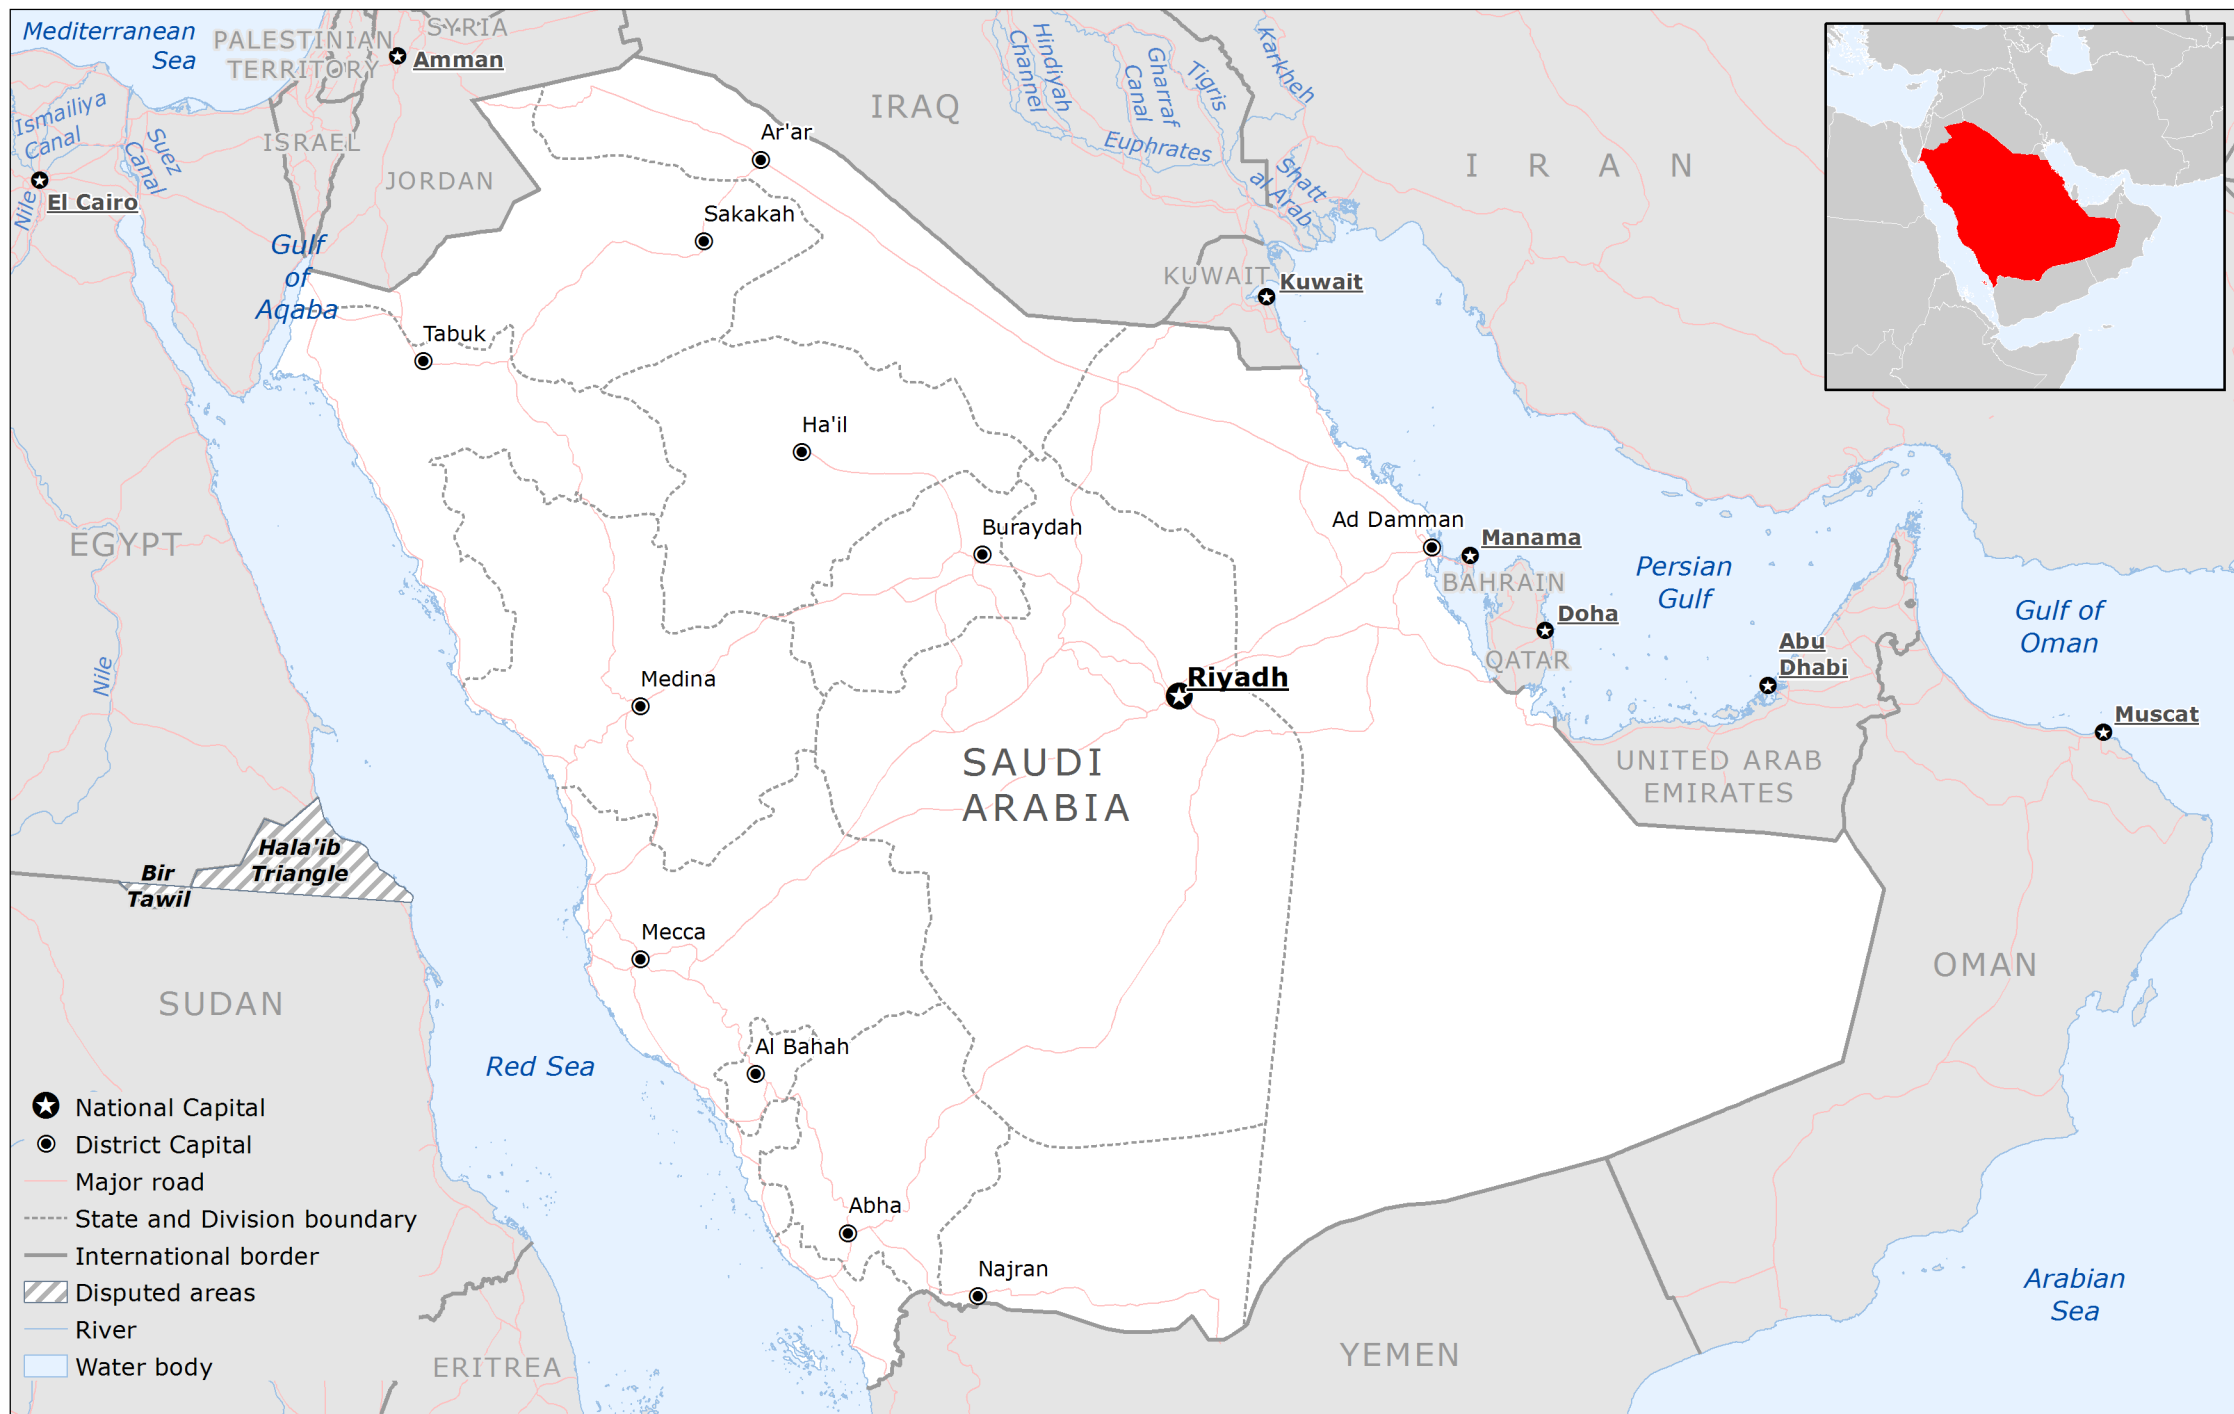 Mediterranean
Sea
PALESTINIAN
TERRITORY
SYRIA
Amman
Ismailiya
Canal
Suez
Canal
ISRAEL
JORDAN
El Cairo
Nile
Gulf
of
Aqaba
IRAQ
Hindiyah
Channel
Gharraf
Canal
Tigris
Karkheh
Euphrates
Shatt
al Arab
IRAN
Ar'ar
Sakakah
Tabuk
KUWAIT
Kuwait
Ha'il
Buraydah
Ad Damman
Manama
BAHRAIN
Doha
QATAR
Persian
Gulf
Abu
Dhabi
Gulf of
Oman
Muscat
UNITED ARAB
EMIRATES
EGYPT
Nile
Medina
Riyadh
SAUDI
ARABIA
Hala'ib
Triangle
Bir
Tawil
Mecca
SUDAN
Red Sea
Al Bahah
OMAN
Abha
Najran
YEMEN
Arabian
Sea
ERITREA
National Capital
District Capital
Major road
State and Division boundary
International border
Disputed areas
River
Water body